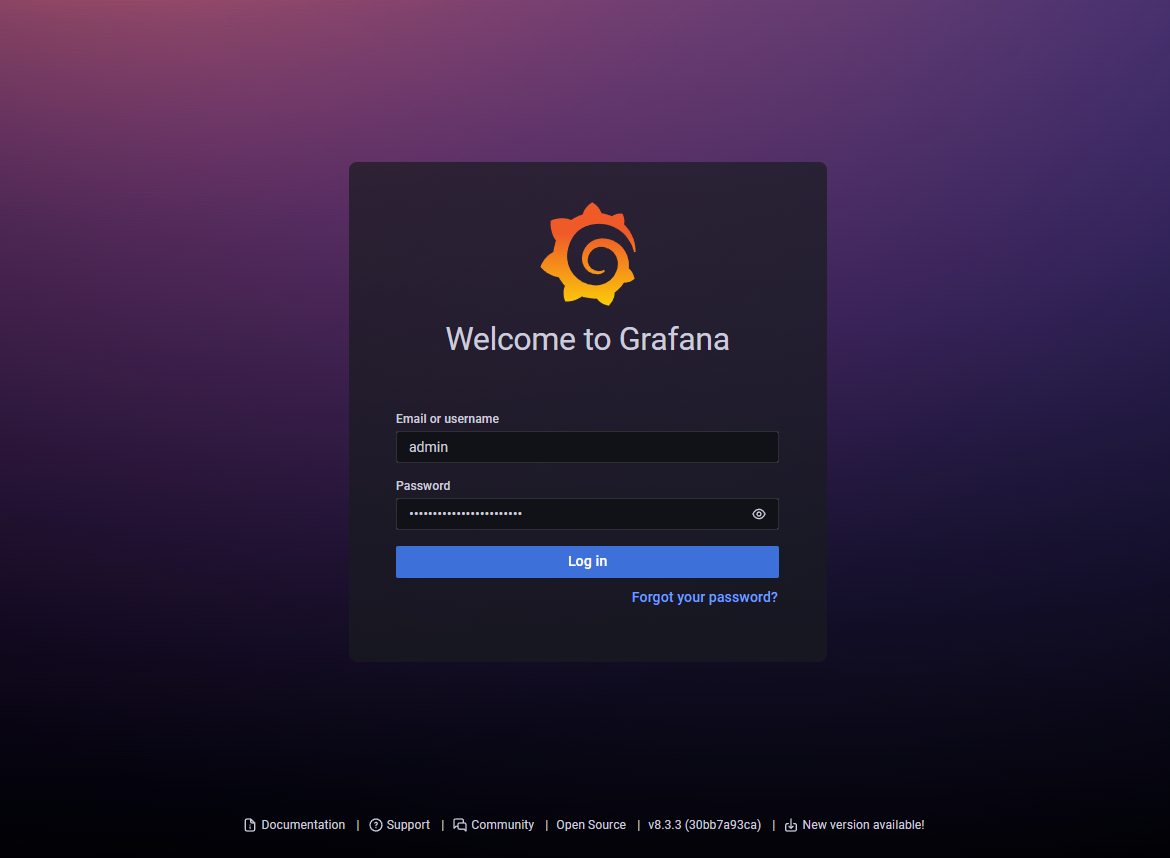 Welcome to Grafana
Email or username
admin
Password
••••••••••••••••••••••••
Log in
Forgot your password?
Documentation | Support | Community | Open Source | v8.3.3 (30bb7a93ca) | New version available!